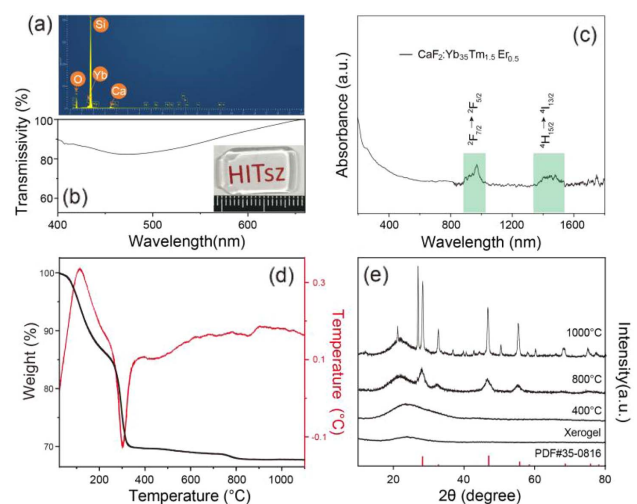 (a)
Si
O
Yb
Ca
Transmissivity (%)
100
80
60
(b)
HITSZ
400
500
600
Wavelength(nm)
(c)
CaF₂:Yb₃₅Tm₁.₅Er₀.₅
²F₇/₂→²F₅/₂
⁴H₁₅/₂→⁴I₁₃/₂
Absorbance (a.u.)
400
800
1200
1600
Wavelength (nm)
(d)
Weight (%)
100
90
80
70
0.3
0.1
-0.1
Temperature (°C)
0
200
400
600
800
1000
Temperature (°C)
(e)
1000°C
800°C
400°C
Xerogel
PDF#35-0816
Intensity(a.u.)
20
40
60
80
2θ (degree)